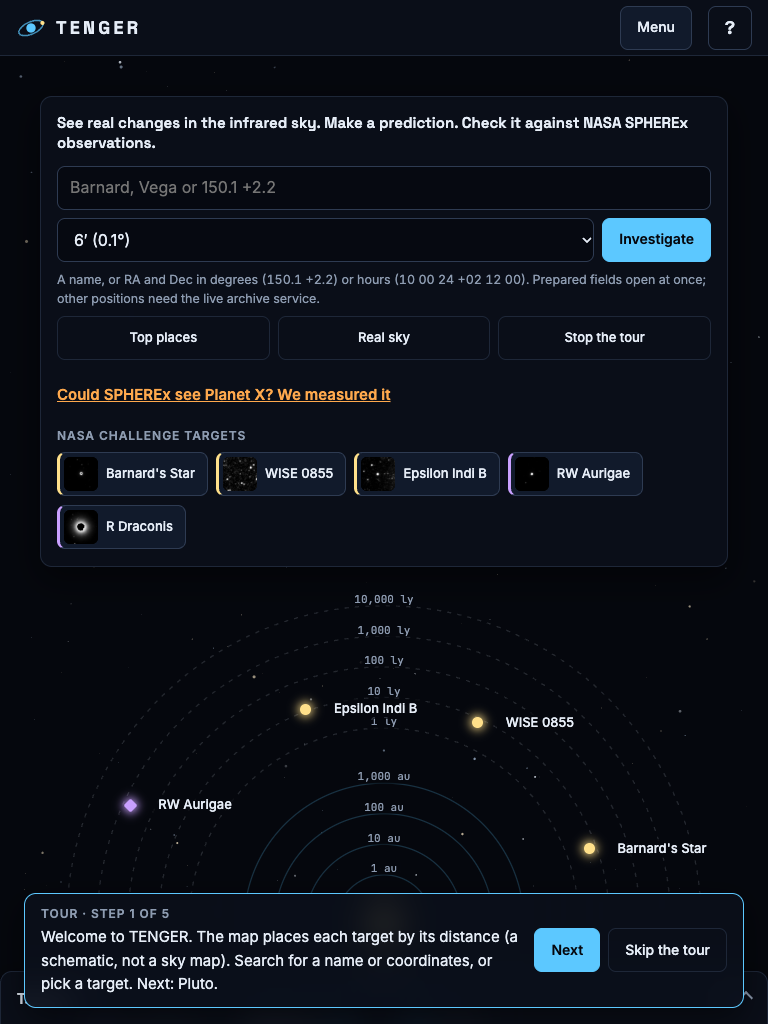 TENGER
Menu
?
See real changes in the infrared sky. Make a prediction. Check it against NASA SPHEREx
observations.
Barnard, Vega or 150.1 +2.2
6′ (0.1°)
Investigate
A name, or RA and Dec in degrees (150.1 +2.2) or hours (10 00 24 +02 12 00). Prepared fields open at once;
other positions need the live archive service.
Top places
Real sky
Stop the tour
Could SPHEREx see Planet X? We measured it
NASA CHALLENGE TARGETS
Barnard's Star
WISE 0855
Epsilon Indi B
RW Aurigae
R Draconis
10,000 ly
1,000 ly
100 ly
10 ly
Epsilon Indi B
1 ly
WISE 0855
1,000 au
RW Aurigae
100 au
10 au
Barnard's Star
1 au
TOUR · STEP 1 OF 5
Welcome to TENGER. The map places each target by its distance (a
schematic, not a sky map). Search for a name or coordinates, or
pick a target. Next: Pluto.
Next
Skip the tour